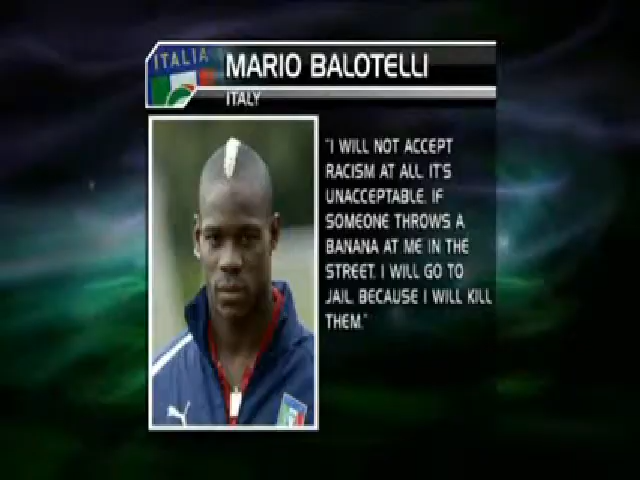 ITALIA
MARIO BALOTELLI
ITALY
"I WILL NOT ACCEPT
RACISM AT ALL. IT'S
UNACCEPTABLE. IF
SOMEONE THROWS A
BANANA AT ME IN THE
STREET. I WILL GO TO
JAIL, BECAUSE I WILL KILL
THEM."